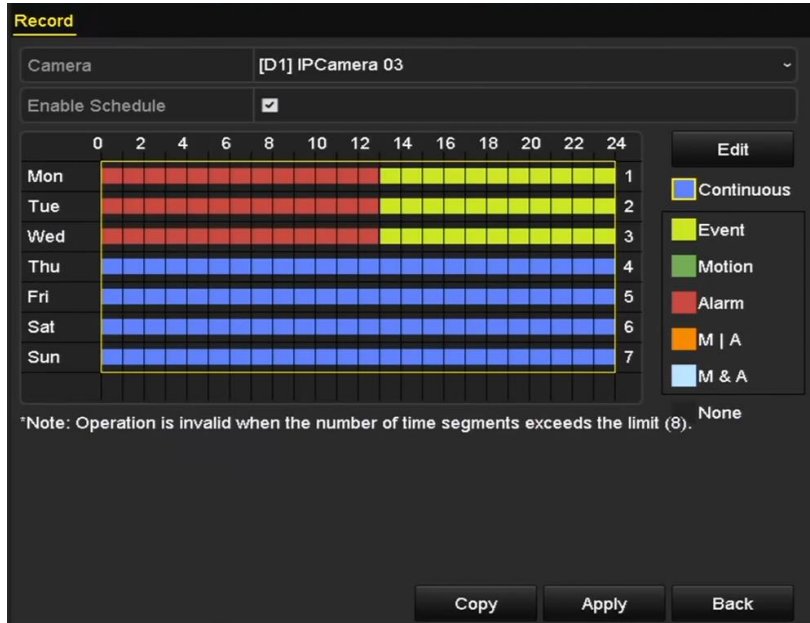 Record
Camera [D1] IPCamera 03
Enable Schedule
0 2 4 6 8 10 12 14 16 18 20 22 24
Edit
Mon 1
Continuous
Tue 2
Event
Wed 3
Thu 4
Motion
Fri 5
Alarm
Sat 6
M | A
Sun 7
M & A
None
*Note: Operation is invalid when the number of time segments exceeds the limit (8).
Copy Apply Back